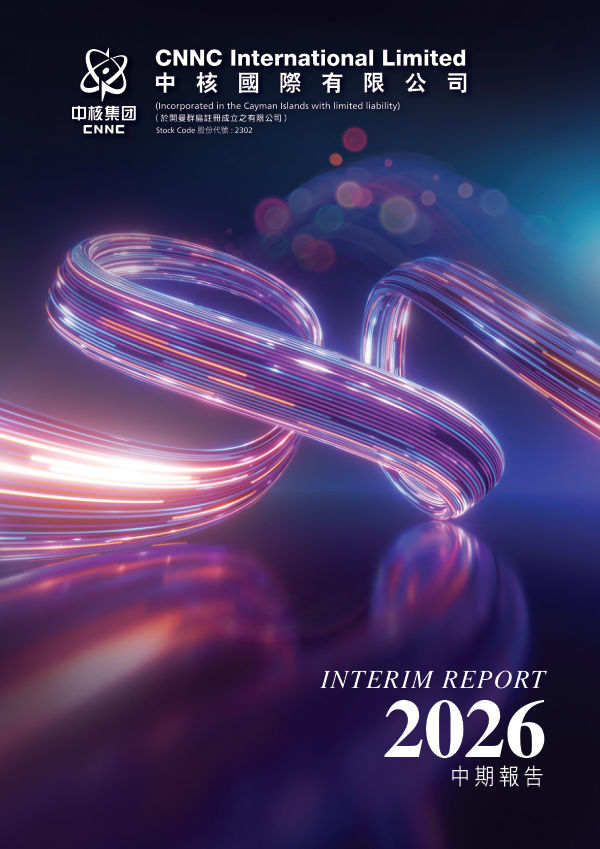 CNNC International Limited
中核國際有限公司
(Incorporated in the Cayman Islands with limited liability)
(於開曼群島註冊成立之有限公司)
Stock Code 股份代號 : 2302
中核集团
CNNC
INTERIM REPORT
2026
中期報告